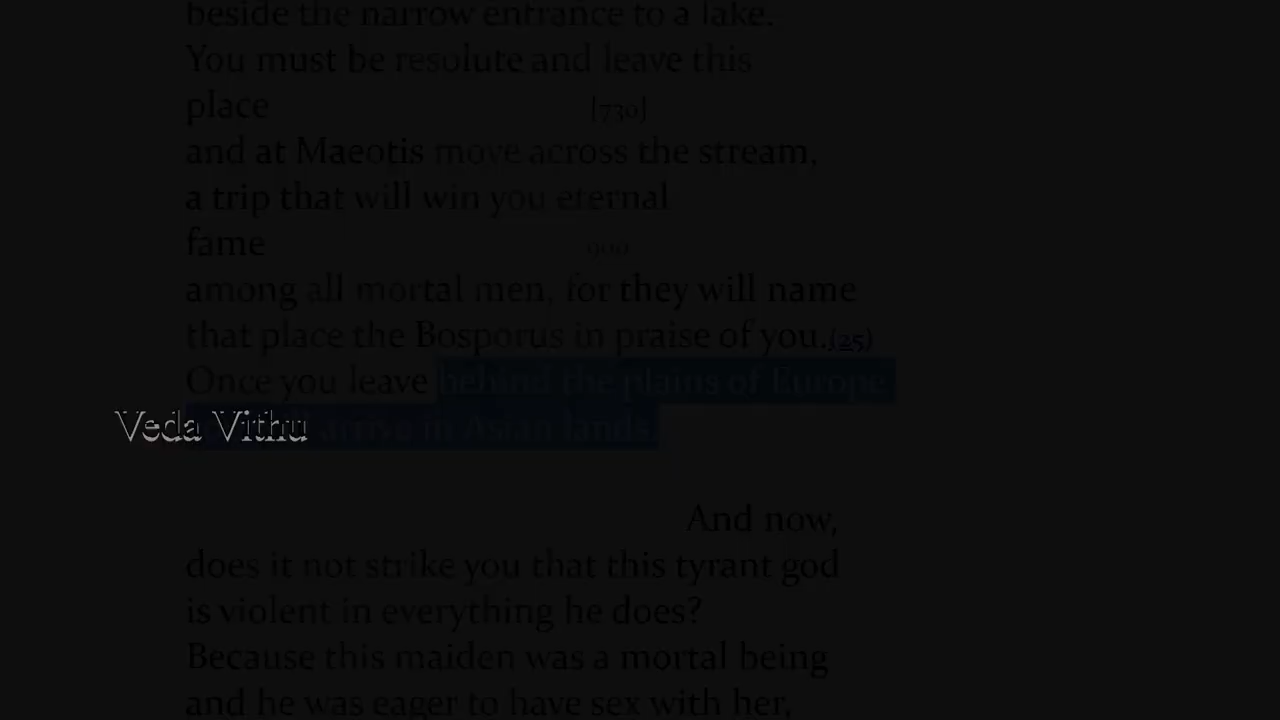 beside the narrow entrance to a lake.
You must be resolute and leave this
place [730]
and at Maeotis move across the stream,
a trip that will win you eternal
fame 900
among all mortal men, for they will name
that place the Bosporus in praise of you.(25)
Once you leave behind the plains of Europe
Veda Vithu arrive in Asian lands.
And now,
does it not strike you that this tyrant god
is violent in everything he does?
Because this maiden was a mortal being
and he was eager to have sex with her,